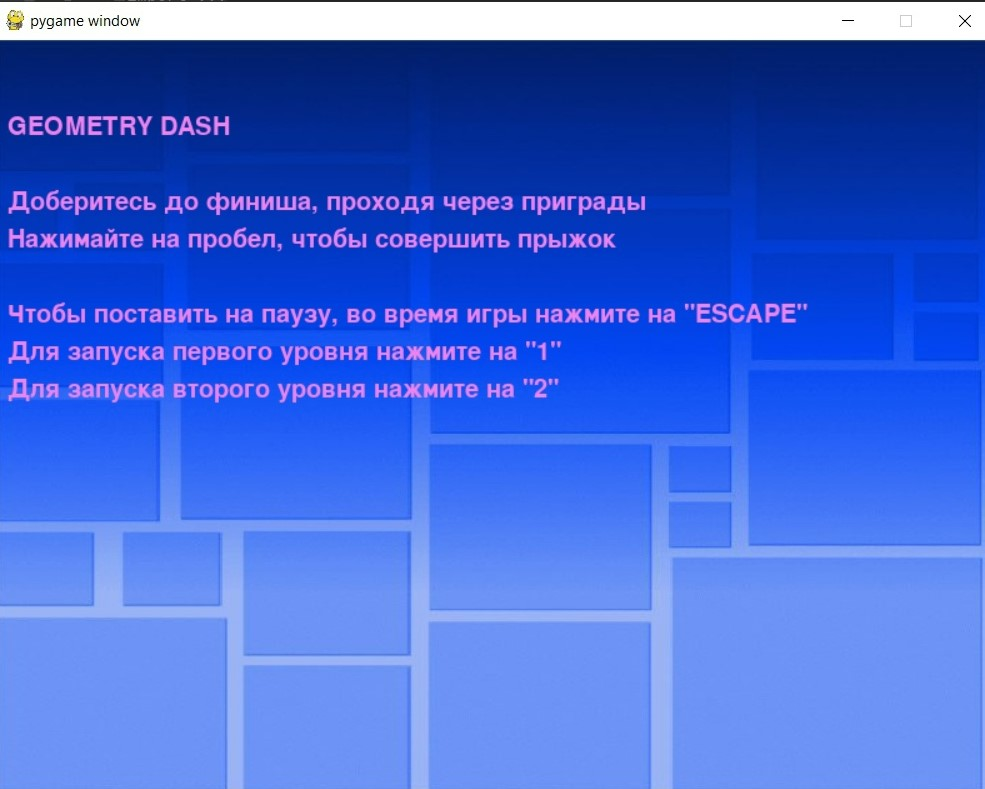 pygame window
GEOMETRY DASH
Доберитесь до финиша, проходя через приграды
Нажимайте на пробел, чтобы совершить прыжок
Чтобы поставить на паузу, во время игры нажмите на "ESCAPE"
Для запуска первого уровня нажмите на "1"
Для запуска второго уровня нажмите на "2"